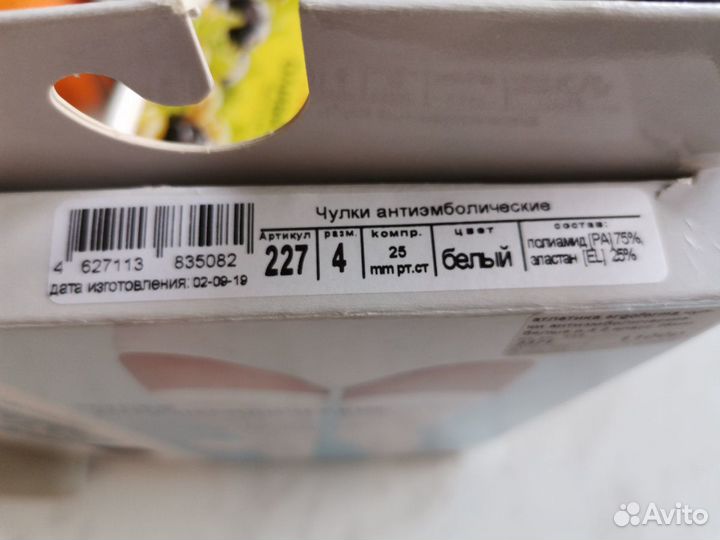 Чулки антиэмболические
4 627113 835082
дата изготовления: 02-09-19
Артикул
227
разм.
4
компр.
25
mm рт.ст
цвет
белый
состав:
полиамид [PA] 75%,
эластан [EL] 25%
Avito